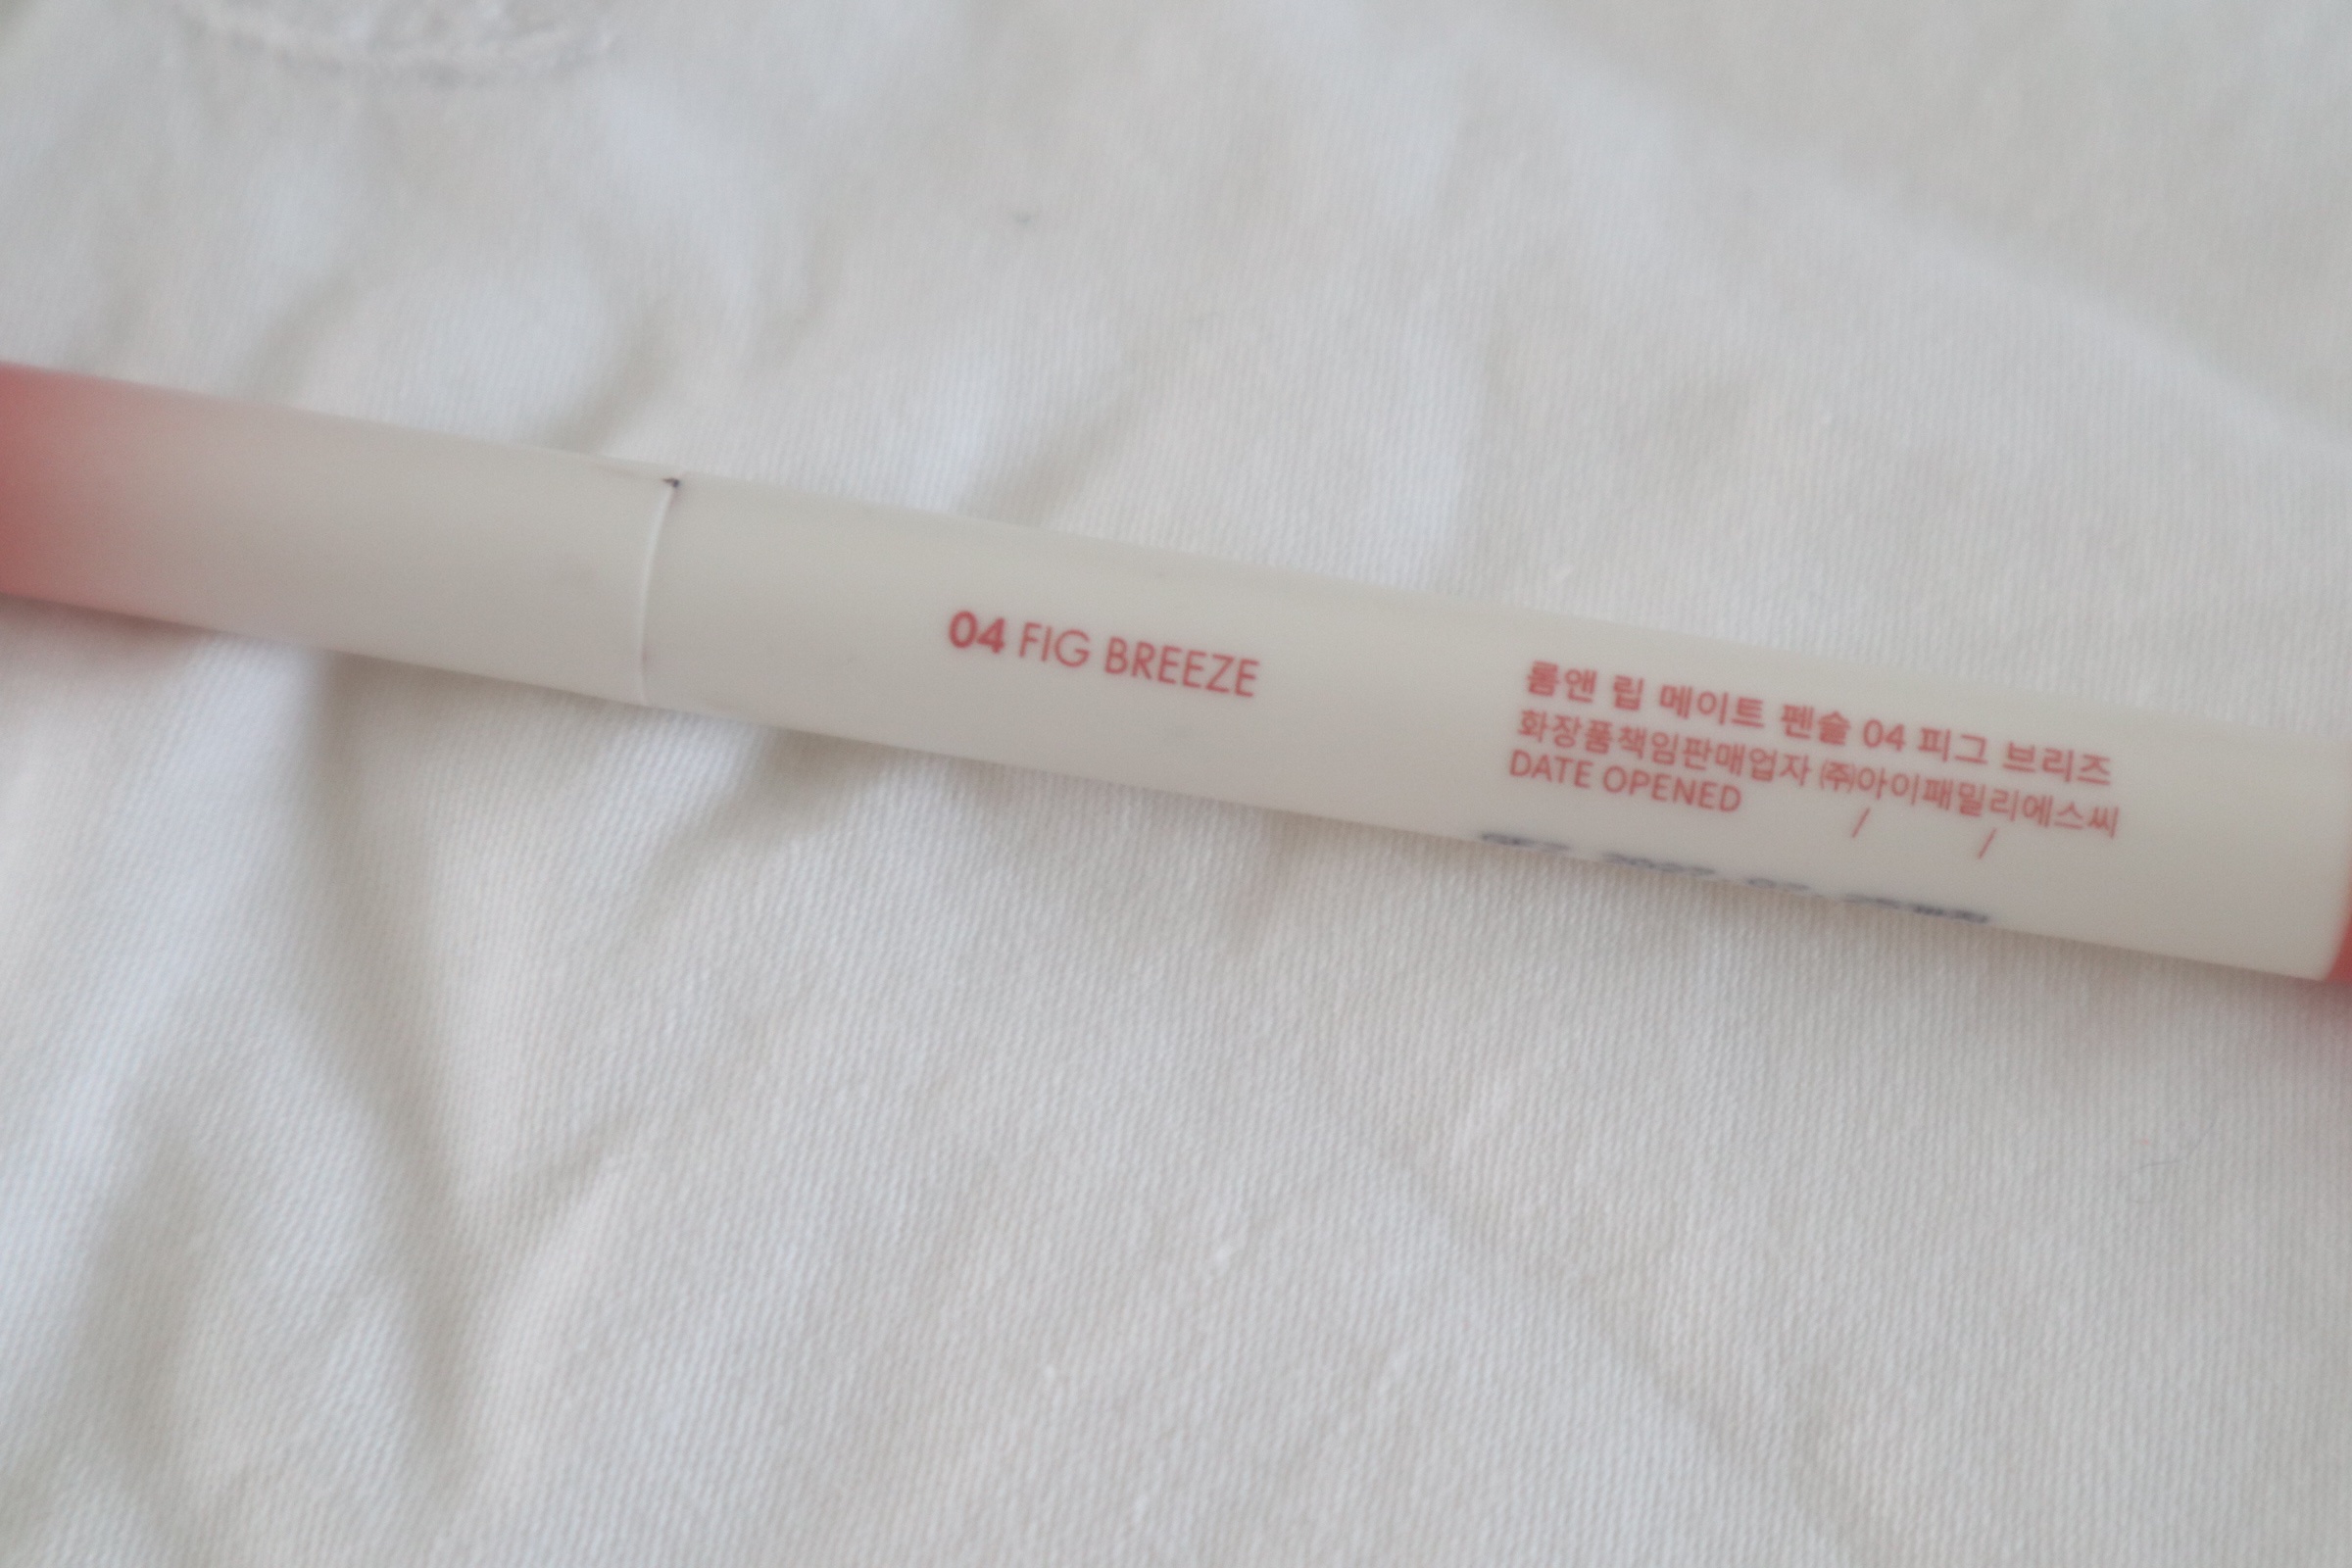 04 FIG BREEZE
롬앤 립 메이트 펜슬 04 피그 브리즈
화장품책임판매업자 ㈜아이패밀리에스씨
DATE OPENED / /